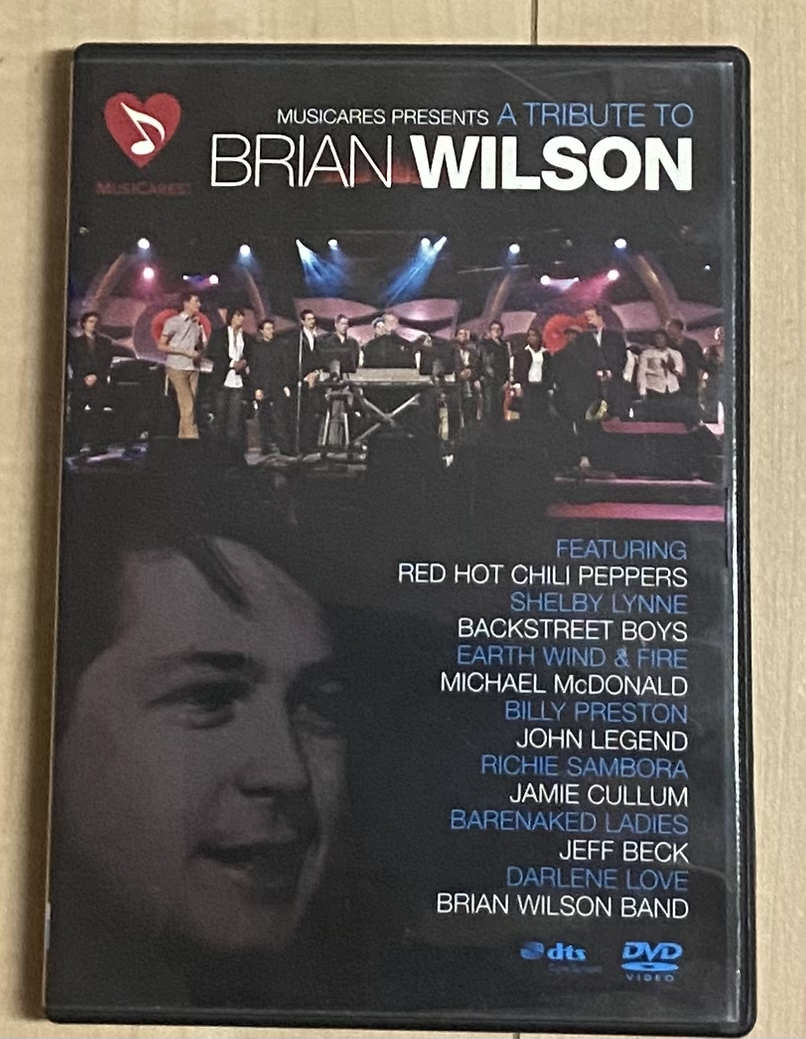 MUSICARES PRESENTS A TRIBUTE TO
BRIAN WILSON
MUSICARES
FEATURING
RED HOT CHILI PEPPERS
SHELBY LYNNE
BACKSTREET BOYS
EARTH WIND & FIRE
MICHAEL McDONALD
BILLY PRESTON
JOHN LEGEND
RICHIE SAMBORA
JAMIE CULLUM
BARENAKED LADIES
JEFF BECK
DARLENE LOVE
BRIAN WILSON BAND
dts
DVD
VIDEO